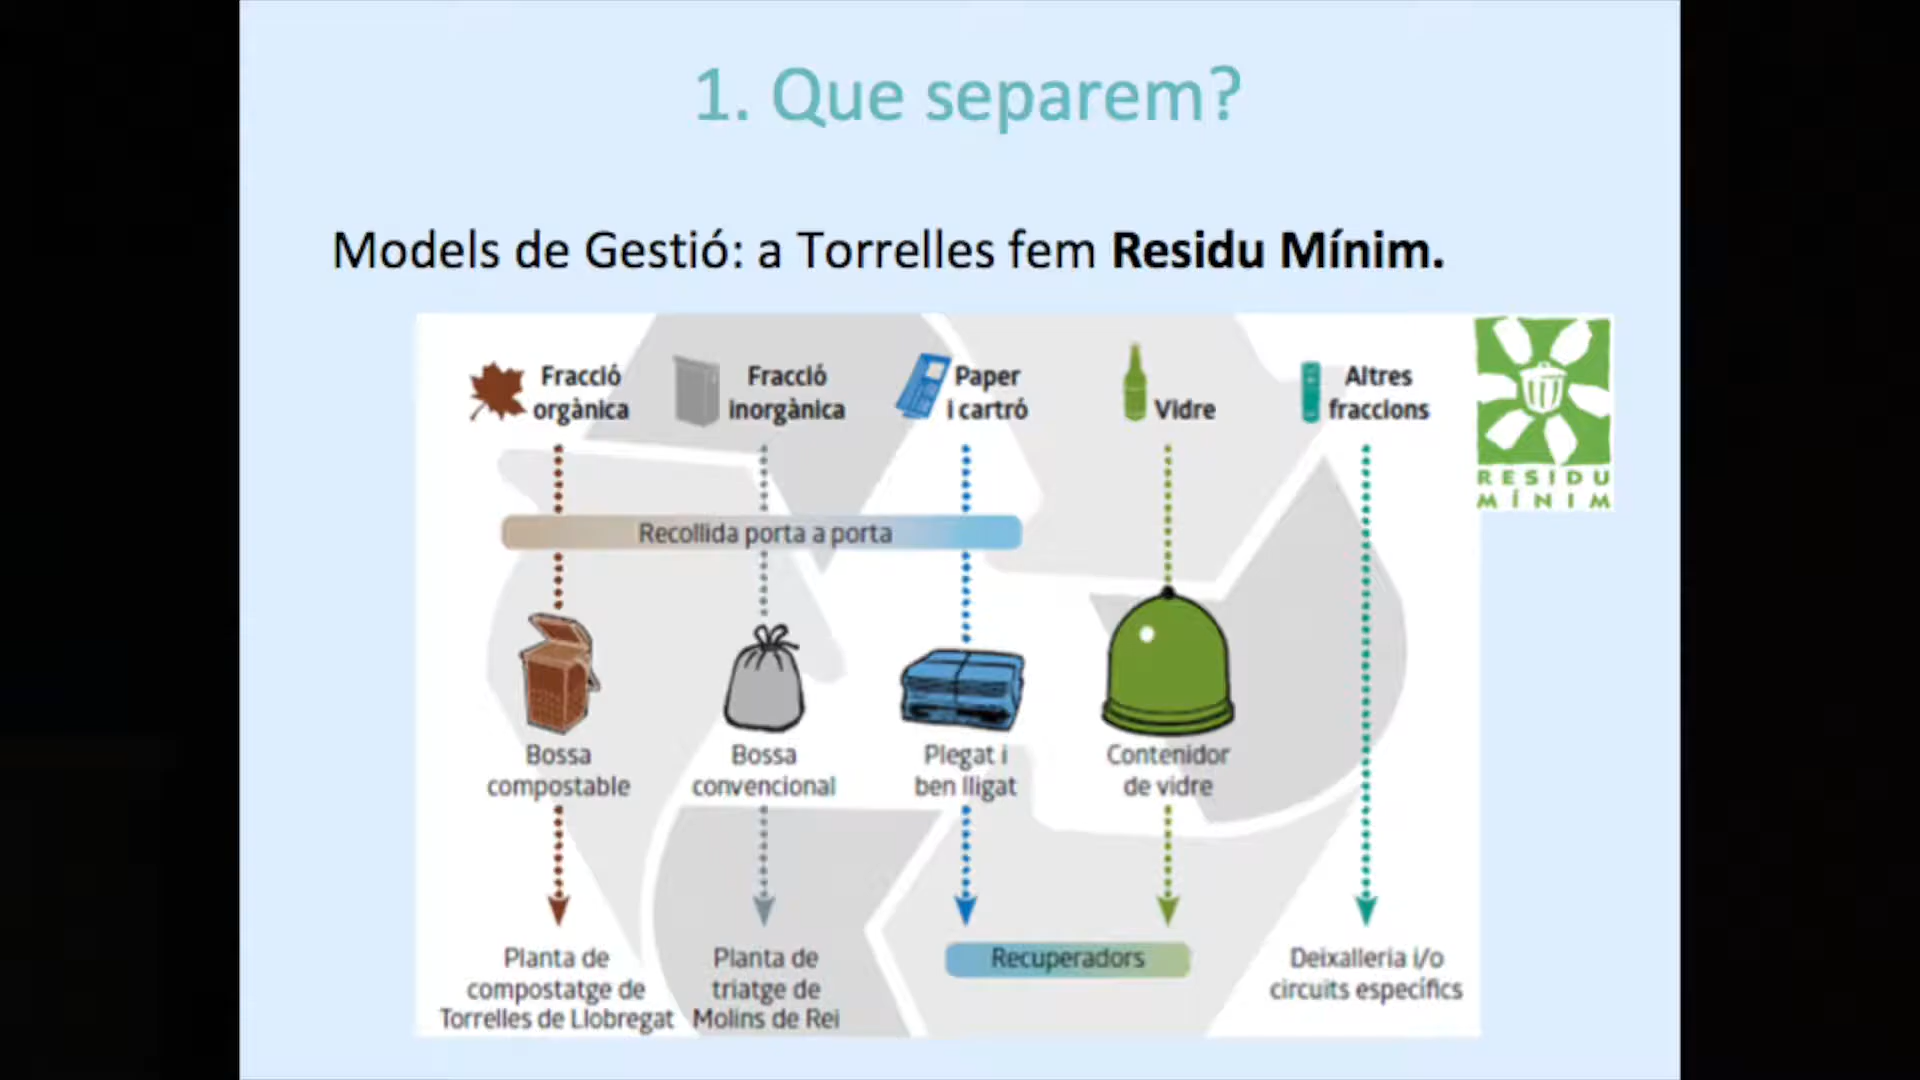 1. Que separem?
Models de Gestió: a Torrelles fem Residu Mínim.
Fracció
orgànica
Fracció
inorgànica
Paper
i cartró
Vidre
Altres
fraccions
RESIDU
MÍNIM
Recollida porta a porta
Bossa
compostable
Bossa
convencional
Plegat i
ben lligat
Contenidor
de vidre
Planta de
compostatge de
Torrelles de Llobregat
Planta de
triatge de
Molins de Rei
Recuperadors
Deixalleria i/o
circuits específics